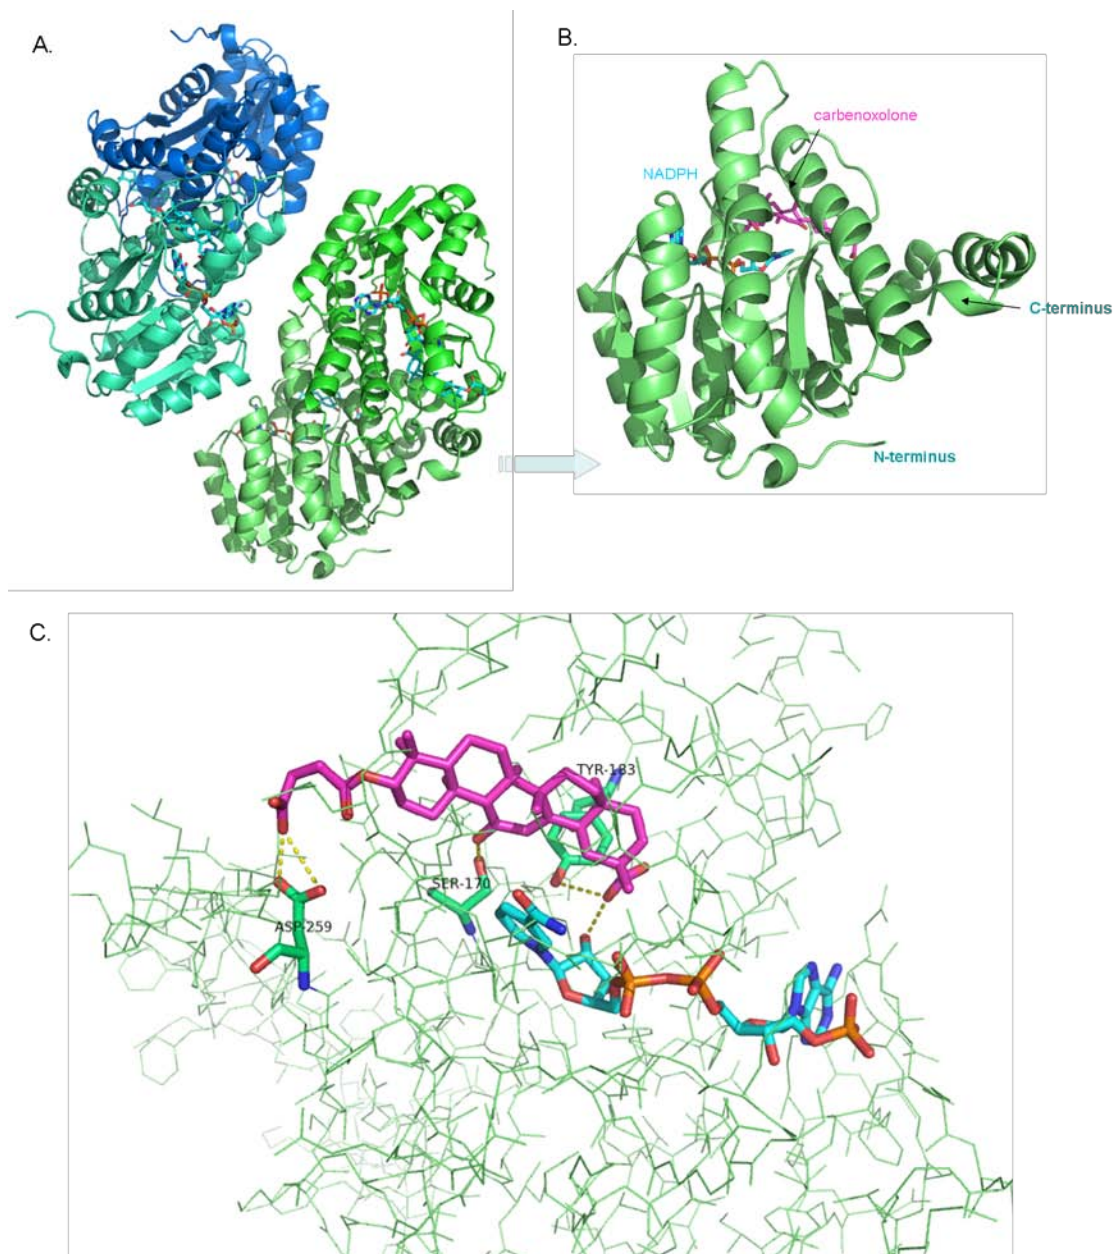 A.
B.
carbenoxolone
NADPH
C-terminus
N-terminus
C.
TYR-183
SER-170
ASP-259